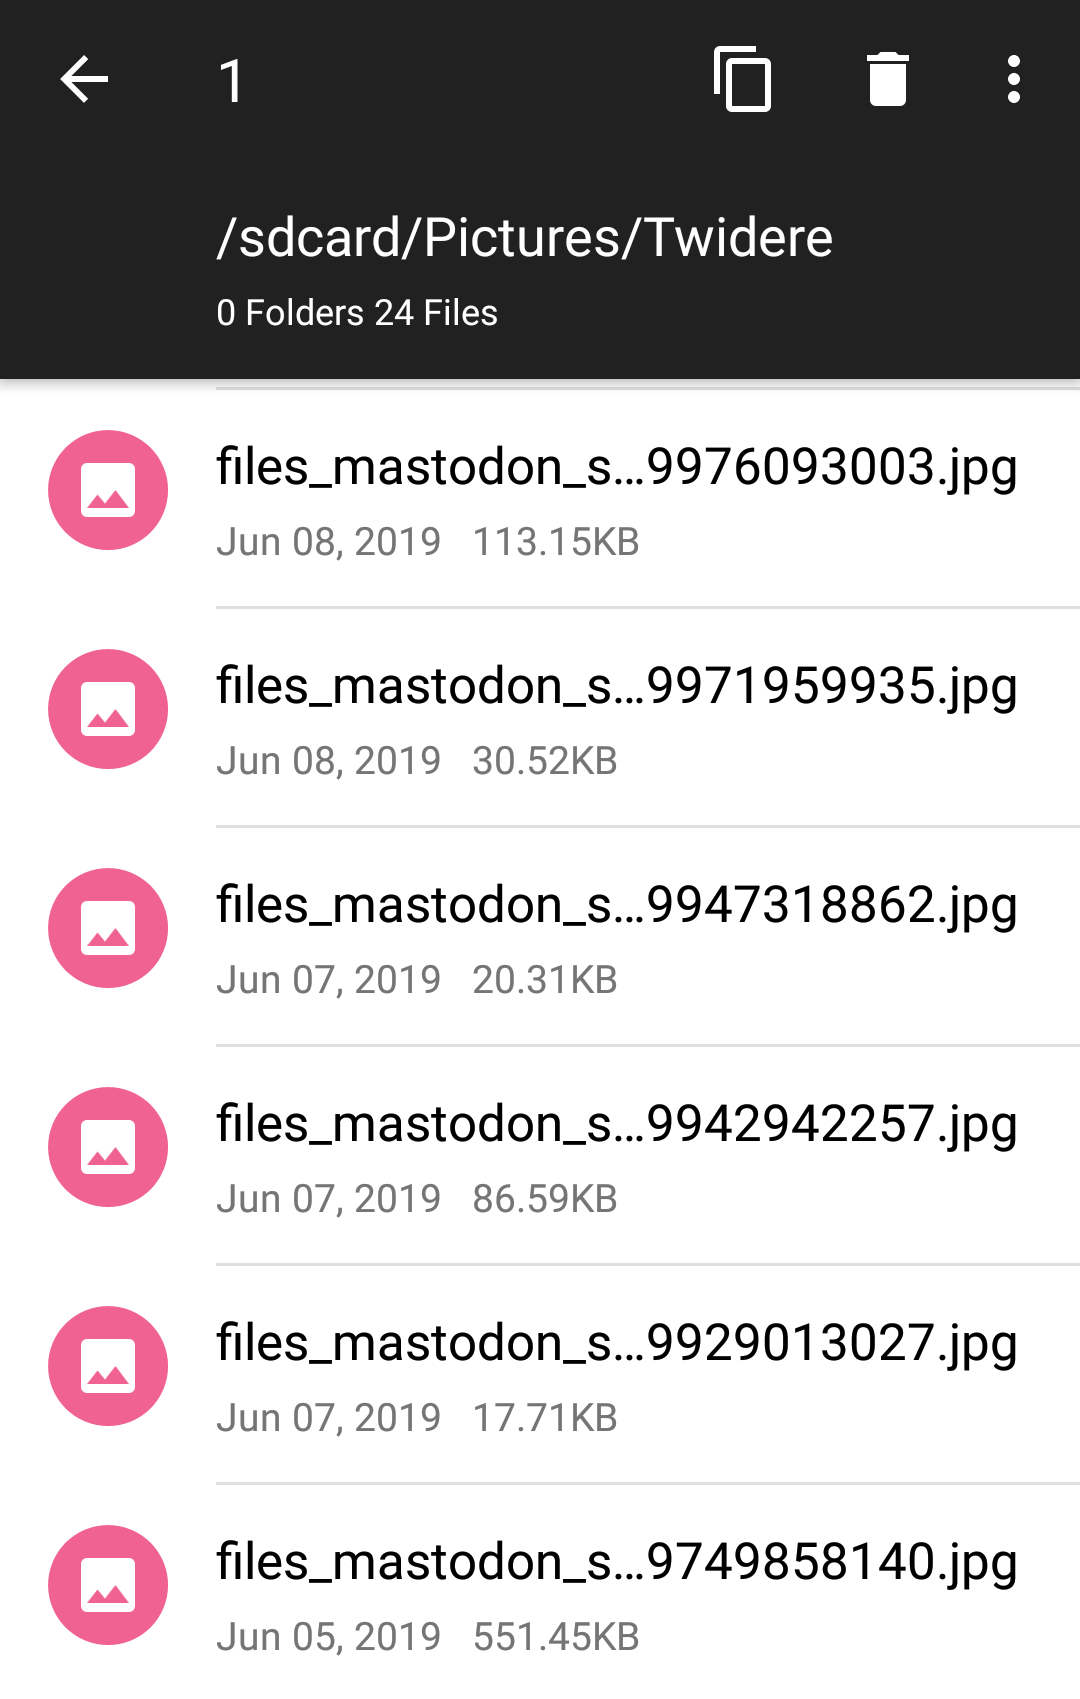 1
/sdcard/Pictures/Twidere
0 Folders 24 Files
files_mastodon_s...9976093003.jpg
Jun 08, 2019 113.15KB
files_mastodon_s...9971959935.jpg
Jun 08, 2019 30.52KB
files_mastodon_s...9947318862.jpg
Jun 07, 2019 20.31KB
files_mastodon_s...9942942257.jpg
Jun 07, 2019 86.59KB
files_mastodon_s...9929013027.jpg
Jun 07, 2019 17.71KB
files_mastodon_s...9749858140.jpg
Jun 05, 2019 551.45KB